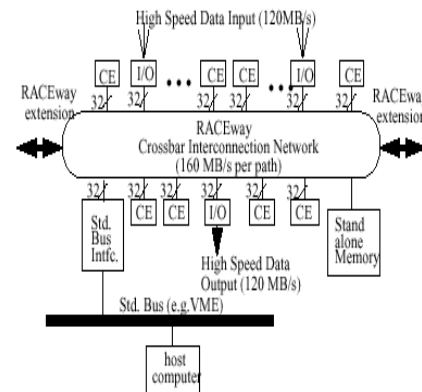 High Speed Data Input (120MB/s)
CE I/O CE CE I/O CE
RACEway
extension
32 32 32 32 32 32
RACEway
extension
RACEway
Crossbar Interconnection Network
(160 MB/s per path)
32 32 32 32 32 32
Std.
Bus
Intfc.
CE CE I/O CE CE
Stand
alone
Memory
High Speed Data
Output (120 MB/s)
Std. Bus (e.g.VME)
host
computer